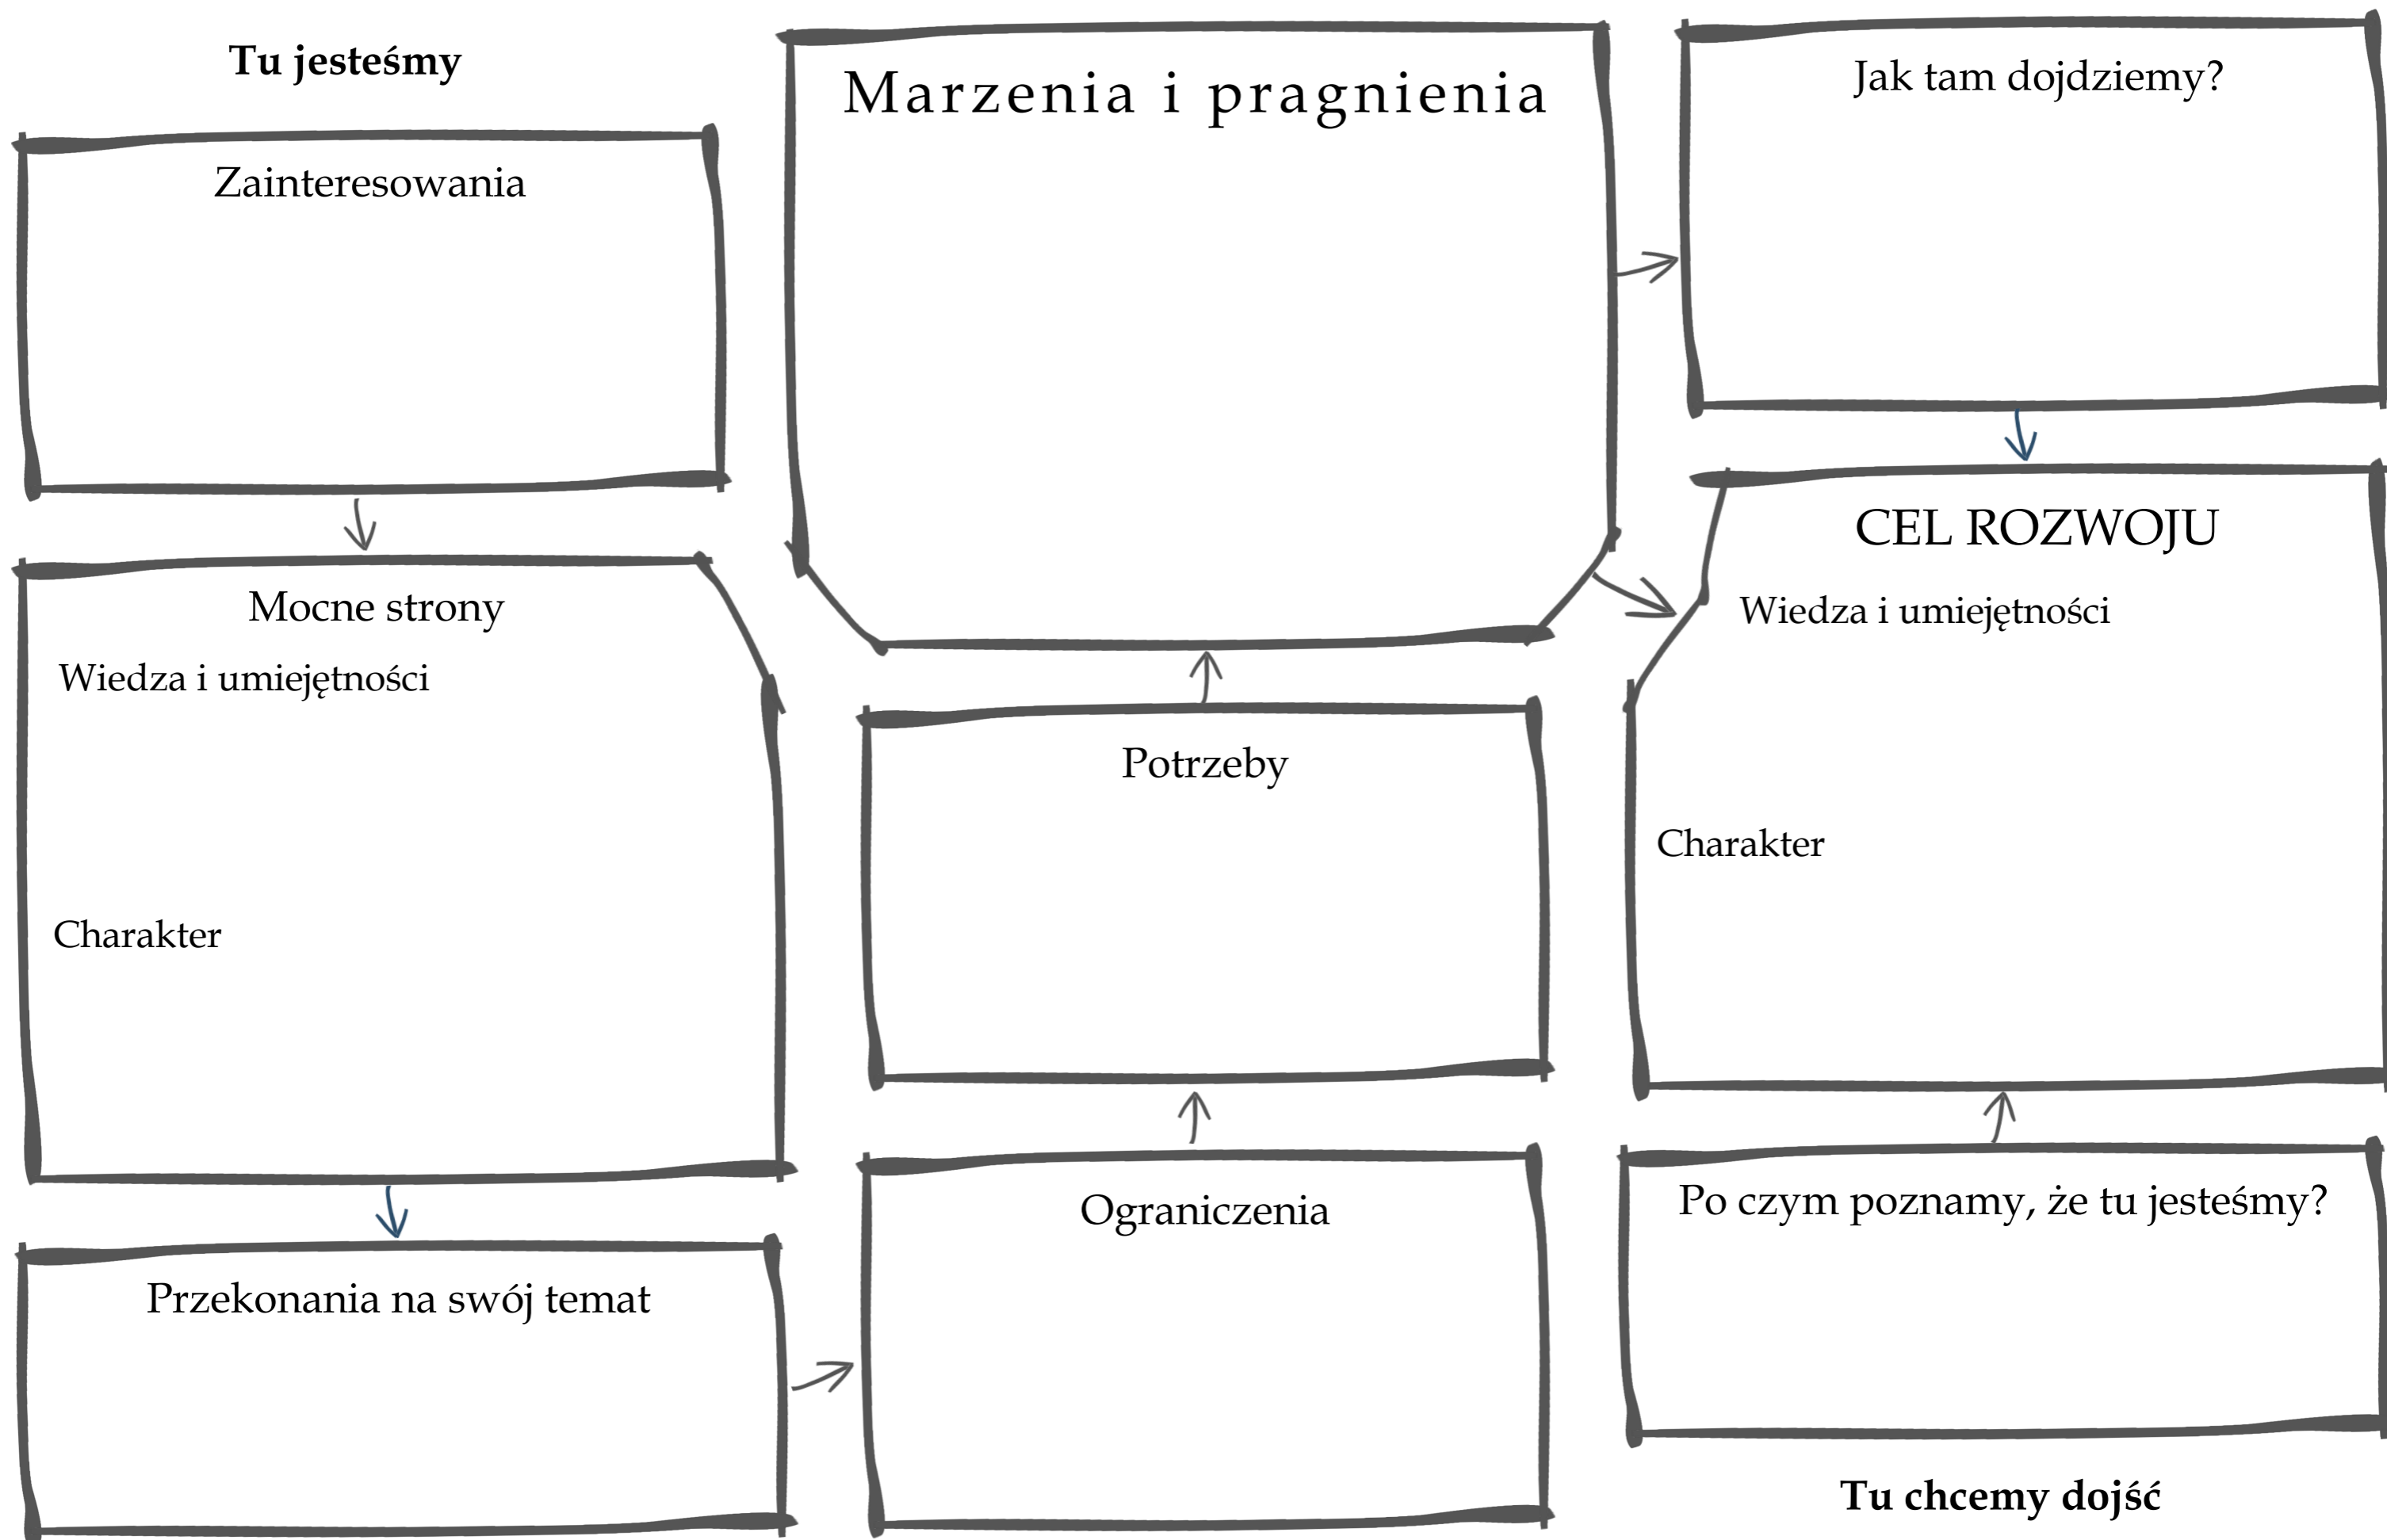 Tu jesteśmy
Zainteresowania
Mocne strony
Wiedza i umiejętności
Charakter
Przekonania na swój temat
Marzenia i pragnienia
Potrzeby
Ograniczenia
Jak tam dojdziemy?
CEL ROZWOJU
Wiedza i umiejętności
Charakter
Po czym poznamy, że tu jesteśmy?
Tu chcemy dojść